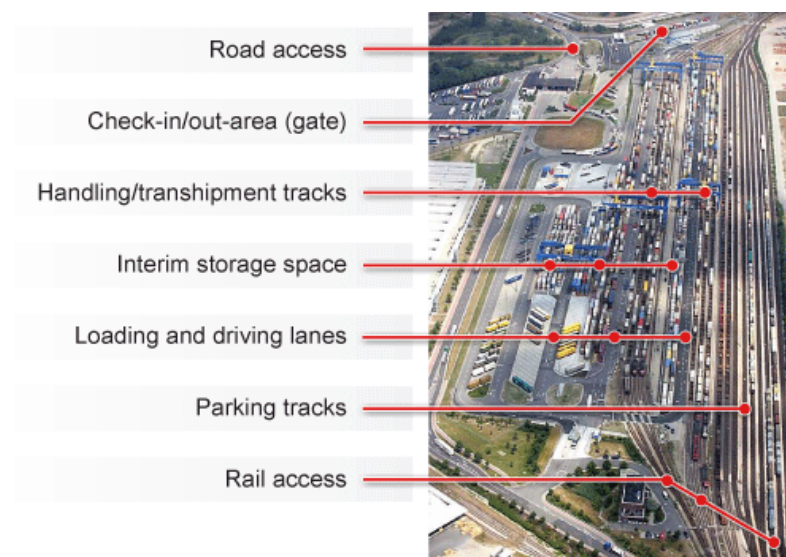 Road access
Check-in/out-area (gate)
Handling/transhipment tracks
Interim storage space
Loading and driving lanes
Parking tracks
Rail access